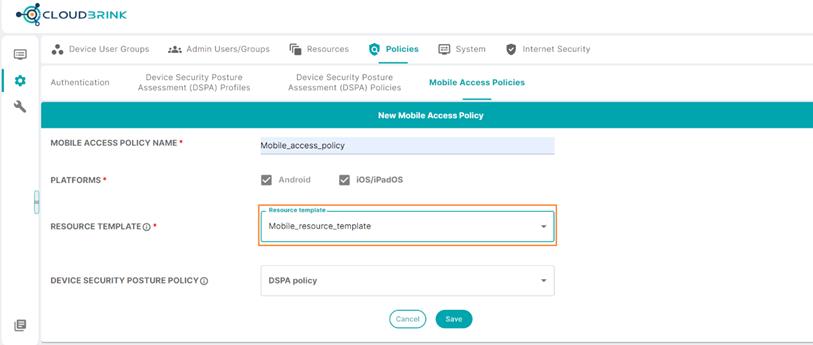 CLOUDBRINK
Device User Groups Admin Users/Groups Resources Policies System Internet Security
Authentication Device Security Posture Assessment (DSPA) Profiles Device Security Posture Assessment (DSPA) Policies Mobile Access Policies
New Mobile Access Policy
MOBILE ACCESS POLICY NAME * Mobile_access_policy
PLATFORMS * Android iOS/iPadOS
Resource template
RESOURCE TEMPLATE * Mobile_resource_template
DEVICE SECURITY POSTURE POLICY DSPA policy
Cancel Save